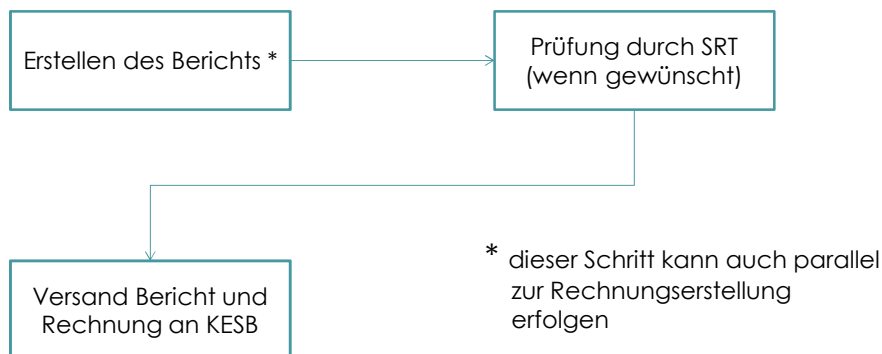 Erstellen des Berichts *
Prüfung durch SRT
(wenn gewünscht)
Versand Bericht und
Rechnung an KESB
* dieser Schritt kann auch parallel
zur Rechnungserstellung
erfolgen